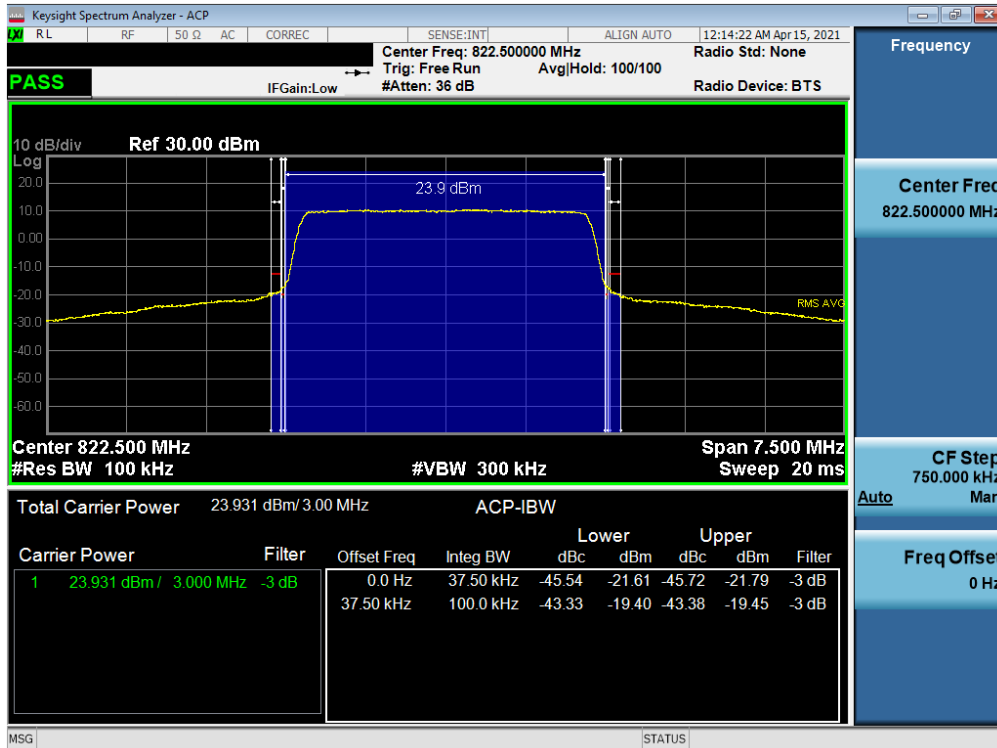 Keysight Spectrum Analyzer - ACP
LXI RL RF 50 Ω AC CORREC SENSE:INT ALIGN AUTO 12:14:22 AM Apr 15, 2021
Center Freq: 822.500000 MHz Radio Std: None
Trig: Free Run Avg|Hold: 100/100
PASS IFGain:Low #Atten: 36 dB Radio Device: BTS
Frequency
10 dB/div Ref 30.00 dBm
Log
20.0
10.0
0.00
-10.0
-20.0
-30.0
-40.0
-50.0
-60.0
23.9 dBm
RMS AVG
Center 822.500 MHz Span 7.500 MHz
#Res BW 100 kHz #VBW 300 kHz Sweep 20 ms
Center Freq
822.500000 MHz
CF Step
750.000 kHz
Auto Man
Freq Offset
0 Hz
Total Carrier Power 23.931 dBm/ 3.00 MHz ACP-IBW
Lower Upper
Carrier Power Filter Offset Freq Integ BW dBc dBm dBc dBm Filter
1 23.931 dBm / 3.000 MHz -3 dB 0.0 Hz 37.50 kHz -45.54 -21.61 -45.72 -21.79 -3 dB
37.50 kHz 100.0 kHz -43.33 -19.40 -43.38 -19.45 -3 dB
MSG STATUS